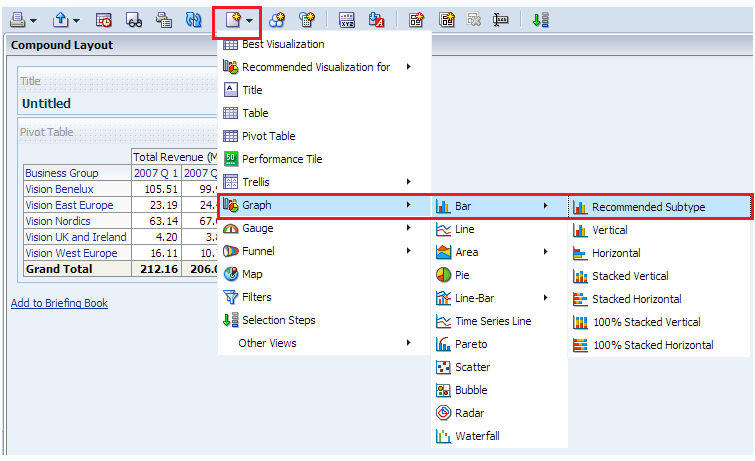 XYZ
Compound Layout
Title
Untitled
Pivot Table
Total Revenue (M
Business Group 2007 Q 1 2007 Q
Vision Benelux 105.51 99.
Vision East Europe 23.19 24.
Vision Nordics 63.14 67.
Vision UK and Ireland 4.20 3.
Vision West Europe 16.11 10.
Grand Total 212.16 206.0
Add to Briefing Book
Best Visualization
Recommended Visualization for
A Title
Table
Pivot Table
50 Performance Tile
Trellis
Graph
Gauge
Funnel
Map
Filters
Selection Steps
Other Views
Bar
Line
Area
Pie
Line-Bar
Time Series Line
Pareto
Scatter
Bubble
Radar
Waterfall
Recommended Subtype
Vertical
Horizontal
Stacked Vertical
Stacked Horizontal
100% Stacked Vertical
100% Stacked Horizontal